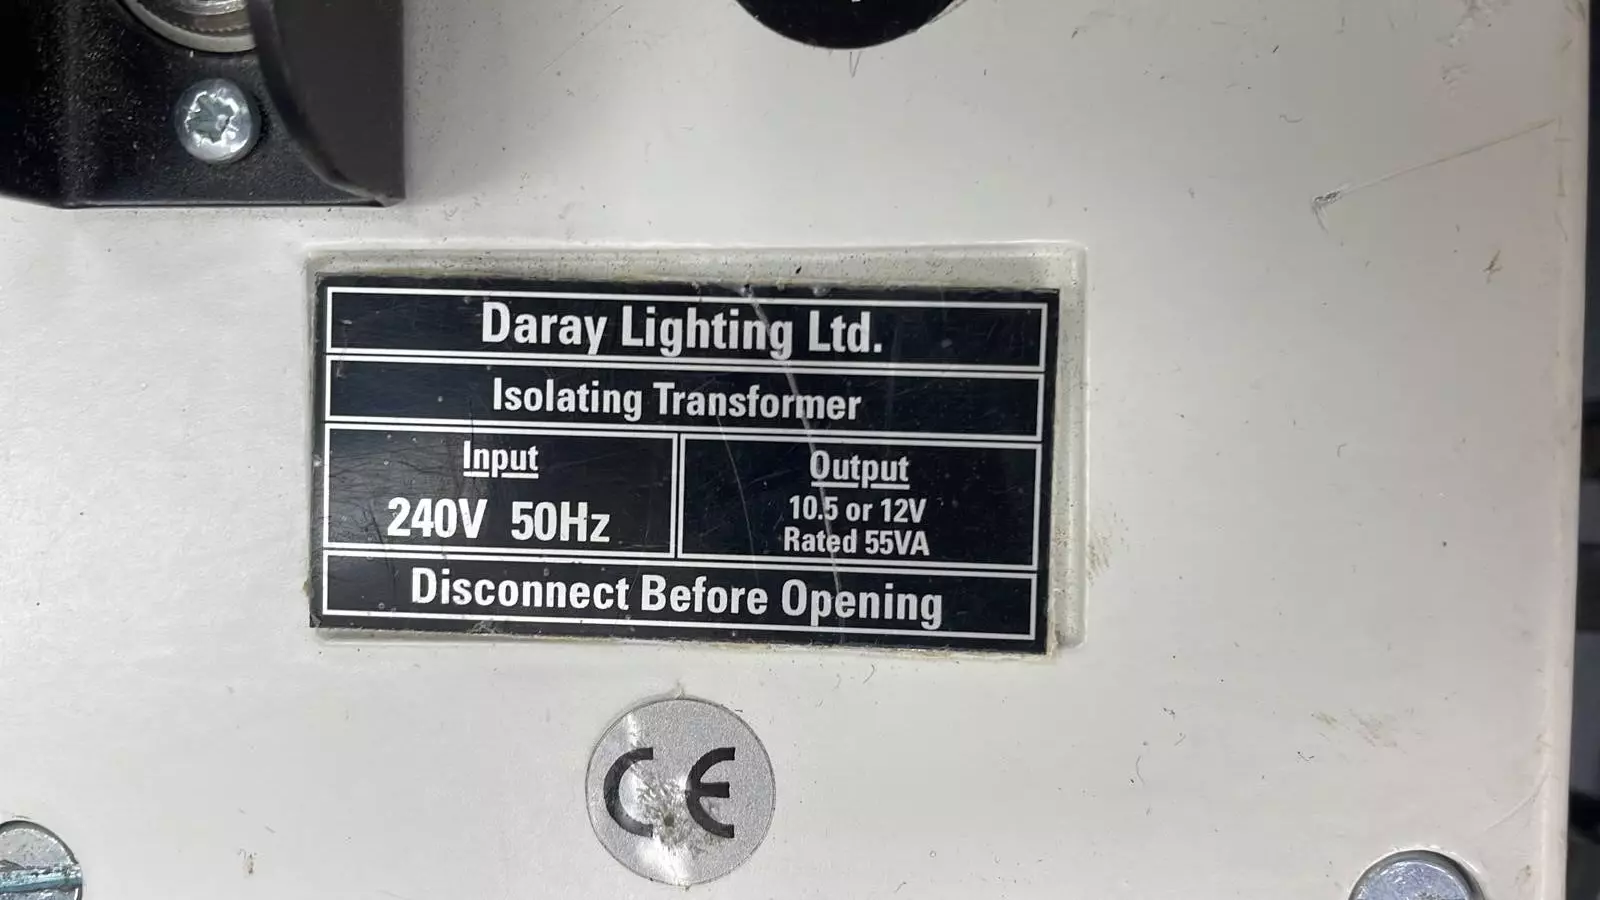 Daray Lighting Ltd.
Isolating Transformer
Input
240V 50Hz
Output
10.5 or 12V
Rated 55VA
Disconnect Before Opening
CE